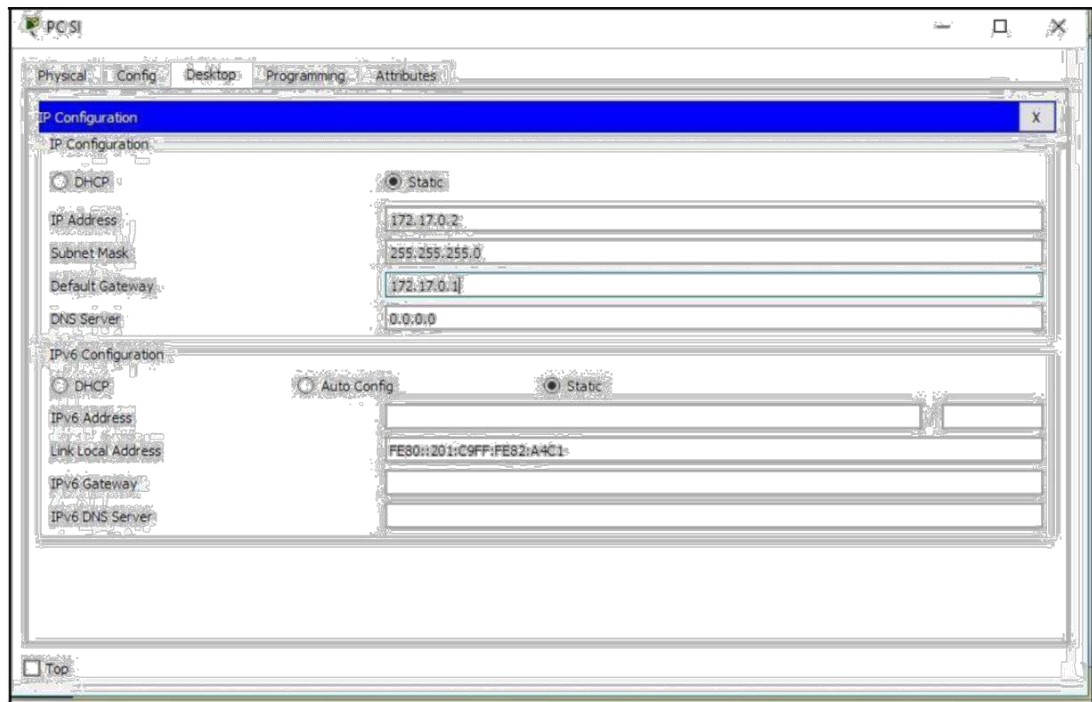 PC SI
Physical Config Desktop Programming Attributes
IP Configuration X
IP Configuration
DHCP Static
IP Address 172.17.0.2
Subnet Mask 255.255.255.0
Default Gateway 172.17.0.1
DNS Server 0.0.0.0
IPv6 Configuration
DHCP Auto Config Static
IPv6 Address /
Link Local Address FE80::201:C9FF:FE82:A4C1
IPv6 Gateway
IPv6 DNS Server
Top